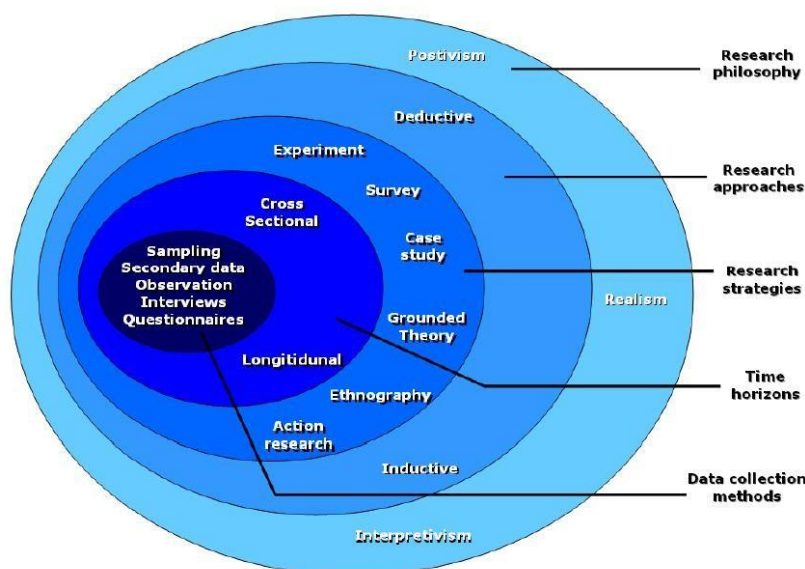 Postivism
Research
philosophy
Deductive
Experiment
Research
approaches
Survey
Cross
Sectional
Case
study
Sampling
Secondary data
Observation
Interviews
Questionnaires
Research
strategies
Realism
Grounded
Theory
Longitidunal
Time
horizons
Ethnography
Action
research
Inductive
Data collection
methods
Interpretivism